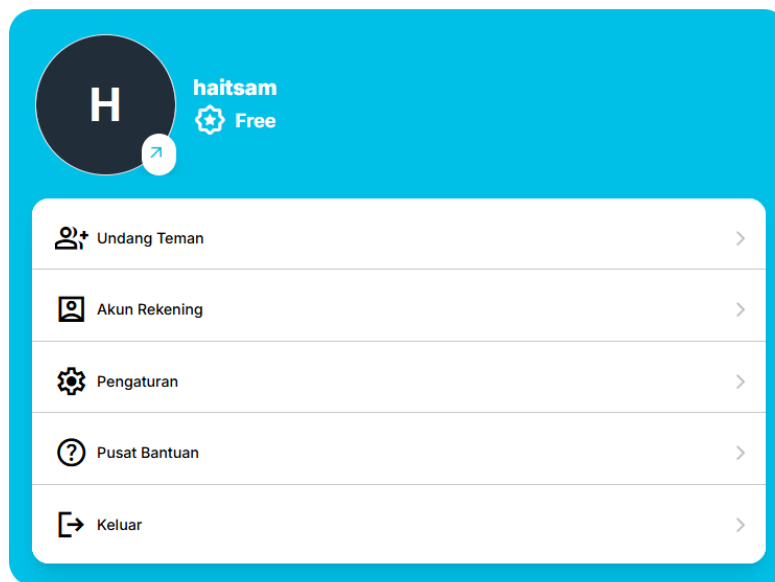 H
haitsam
Free
Undang Teman
Akun Rekening
Pengaturan
Pusat Bantuan
Keluar